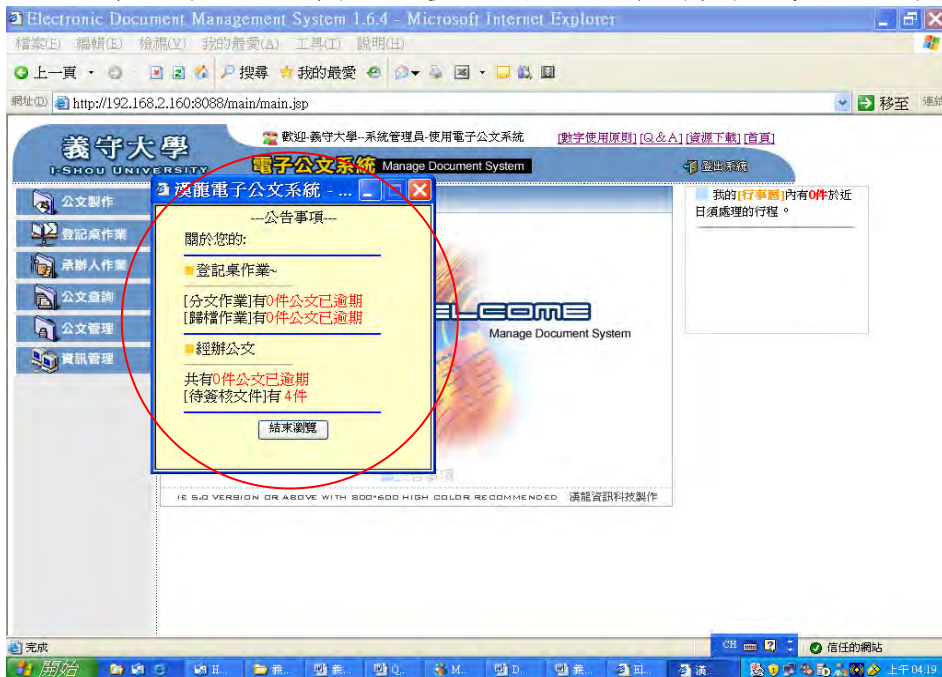 Electronic Document Management System 1.6.4 - Microsoft Internet Explorer
檔案(F) 編輯(E) 檢視(V) 我的最愛(A) 工具(T) 說明(H)
上一頁 搜尋 我的最愛
網址(D) http://192.168.2.160:8088/main/main.jsp 移至 連結
義守大學
I-SHOU UNIVERSITY
歡迎-義守大學--系統管理員-使用電子公文系統 [數字使用原則] [Q & A] [資源下載] [首頁]
電子公文系統 Manage Document System 登出系統
公文製作
登記桌作業
承辦人作業
公文查詢
公文管理
資訊管理
漢龍電子公文系統 - ...
---公告事項---
關於您的:
登記桌作業~
[分文作業]有0件公文已逾期
[歸檔作業]有0件公文已逾期
經辦公文
共有0件公文已逾期
[待簽核文件]有 4件
結束瀏覽
Manage Document System
我的[行事曆]內有0件於近
日須處理的行程。
公告事項
IE 5.0 VERSION OR ABOVE WITH 800*600 HIGH COLOR RECOMMENDED 漢龍資訊科技製作
完成 CH 信任的網站
開始 H... 義... 義... Q... M... D... 義... El... 漢... 上午 04:19